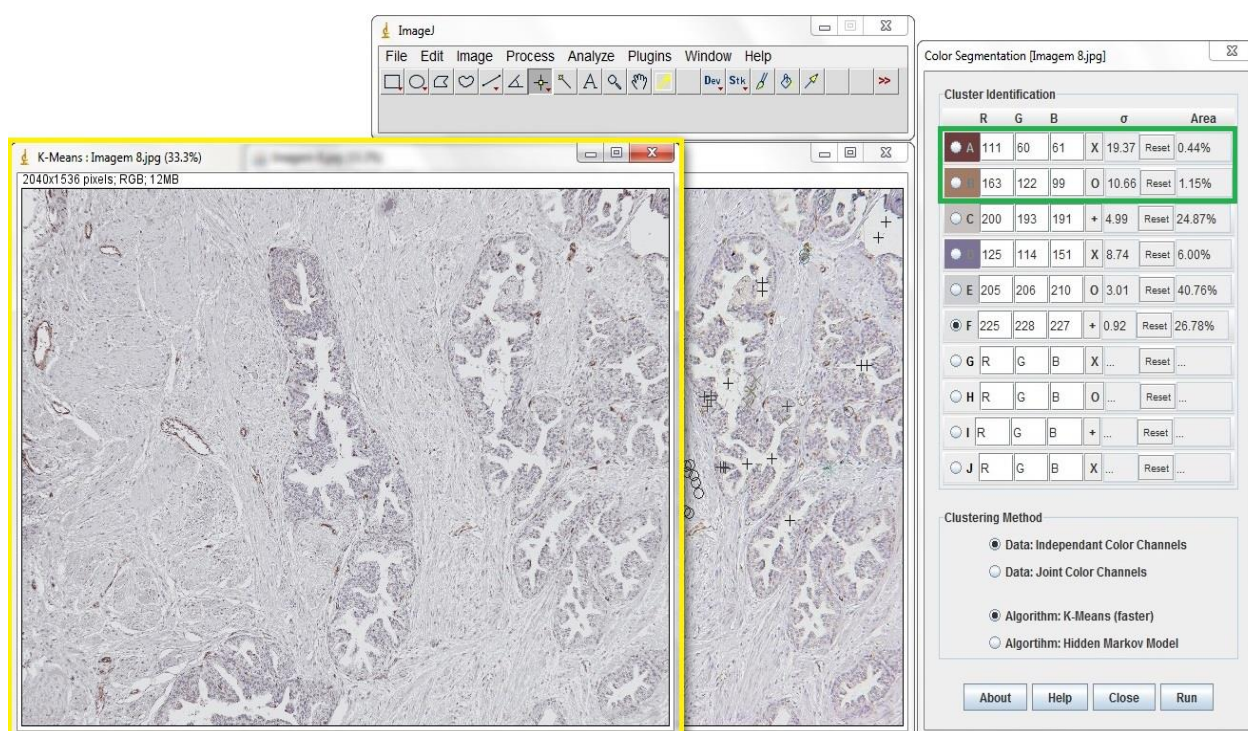 ImageJ
File Edit Image Process Analyze Plugins Window Help
Dev Stk >>
K-Means : Imagem 8.jpg (33.3%)
2040x1536 pixels; RGB; 12MB
Color Segmentation [Imagem 8.jpg]
Cluster Identification
R G B σ Area
A 111 60 61 X 19.37 Reset 0.44%
B 163 122 99 O 10.66 Reset 1.15%
C 200 193 191 + 4.99 Reset 24.87%
D 125 114 151 X 8.74 Reset 6.00%
E 205 206 210 O 3.01 Reset 40.76%
F 225 228 227 + 0.92 Reset 26.78%
G R G B X ... Reset ...
H R G B O ... Reset ...
I R G B + ... Reset ...
J R G B X ... Reset ...
Clustering Method
Data: Independant Color Channels
Data: Joint Color Channels
Algorithm: K-Means (faster)
Algortihm: Hidden Markov Model
About Help Close Run